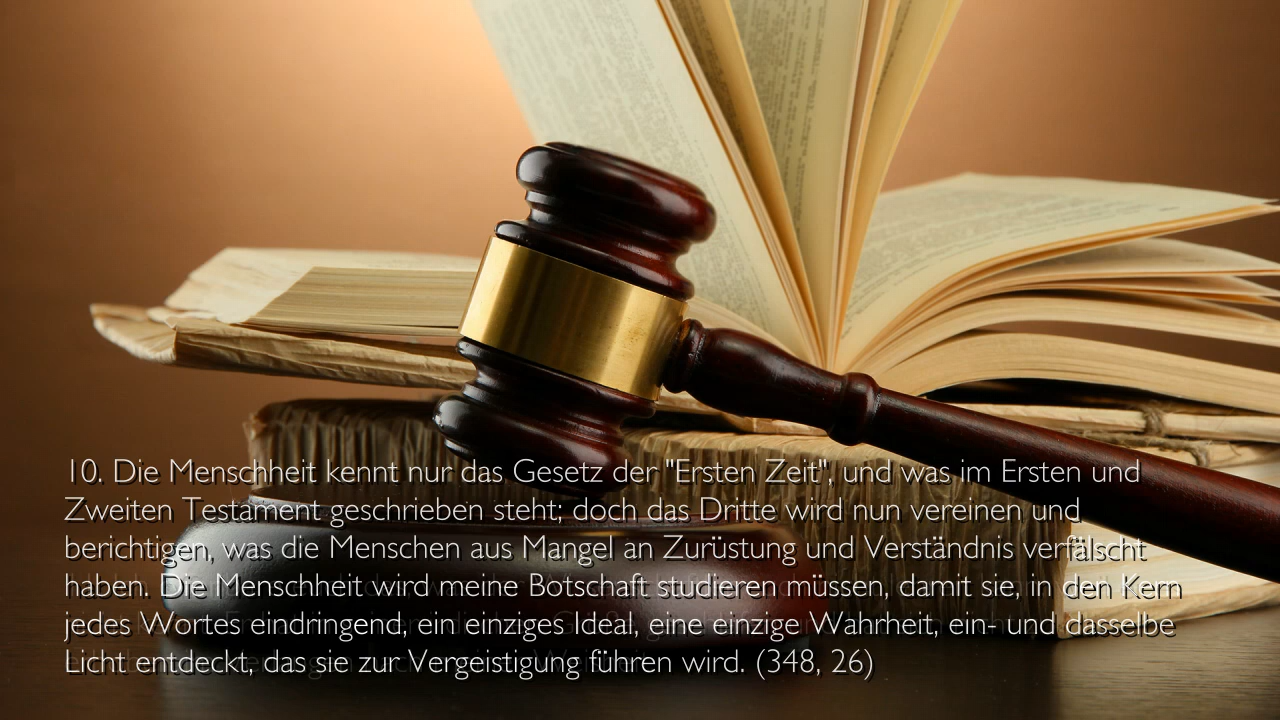 10. Die Menschheit kennt nur das Gesetz der "Ersten Zeit", und was im Ersten und
Zweiten Testament geschrieben steht; doch das Dritte wird nun vereinen und
berichtigen, was die Menschen aus Mangel an Zurüstung und Verständnis verfälscht
haben. Die Menschheit wird meine Botschaft studieren müssen, damit sie, in den Kern
jedes Wortes eindringend, ein einziges Ideal, eine einzige Wahrheit, ein- und dasselbe
Licht entdeckt, das sie zur Vergeistigung führen wird. (348, 26)